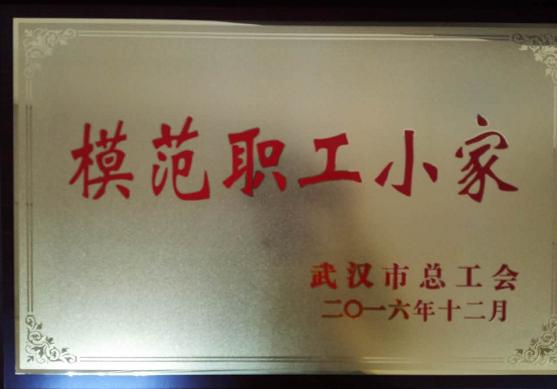 模范职工小家
武汉市总工会
二〇一六年十二月